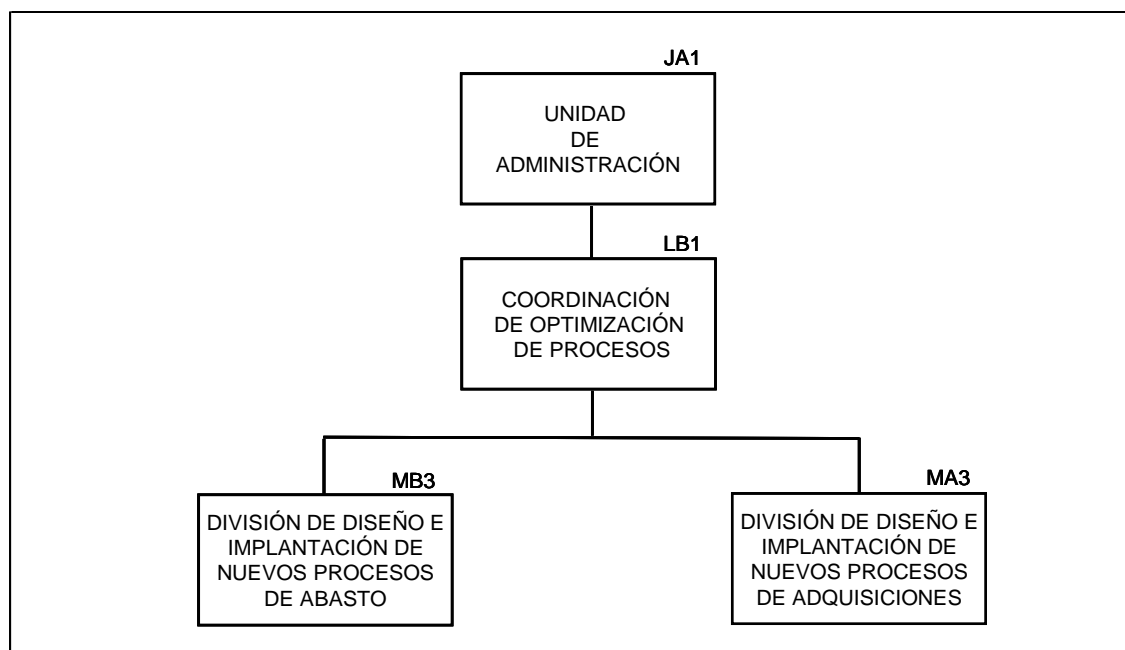 JA1
UNIDAD
DE
ADMINISTRACIÓN
LB1
COORDINACIÓN
DE OPTIMIZACIÓN
DE PROCESOS
MB3
DIVISIÓN DE DISEÑO E
IMPLANTACIÓN DE
NUEVOS PROCESOS
DE ABASTO
MA3
DIVISIÓN DE DISEÑO E
IMPLANTACIÓN DE
NUEVOS PROCESOS
DE ADQUISICIONES